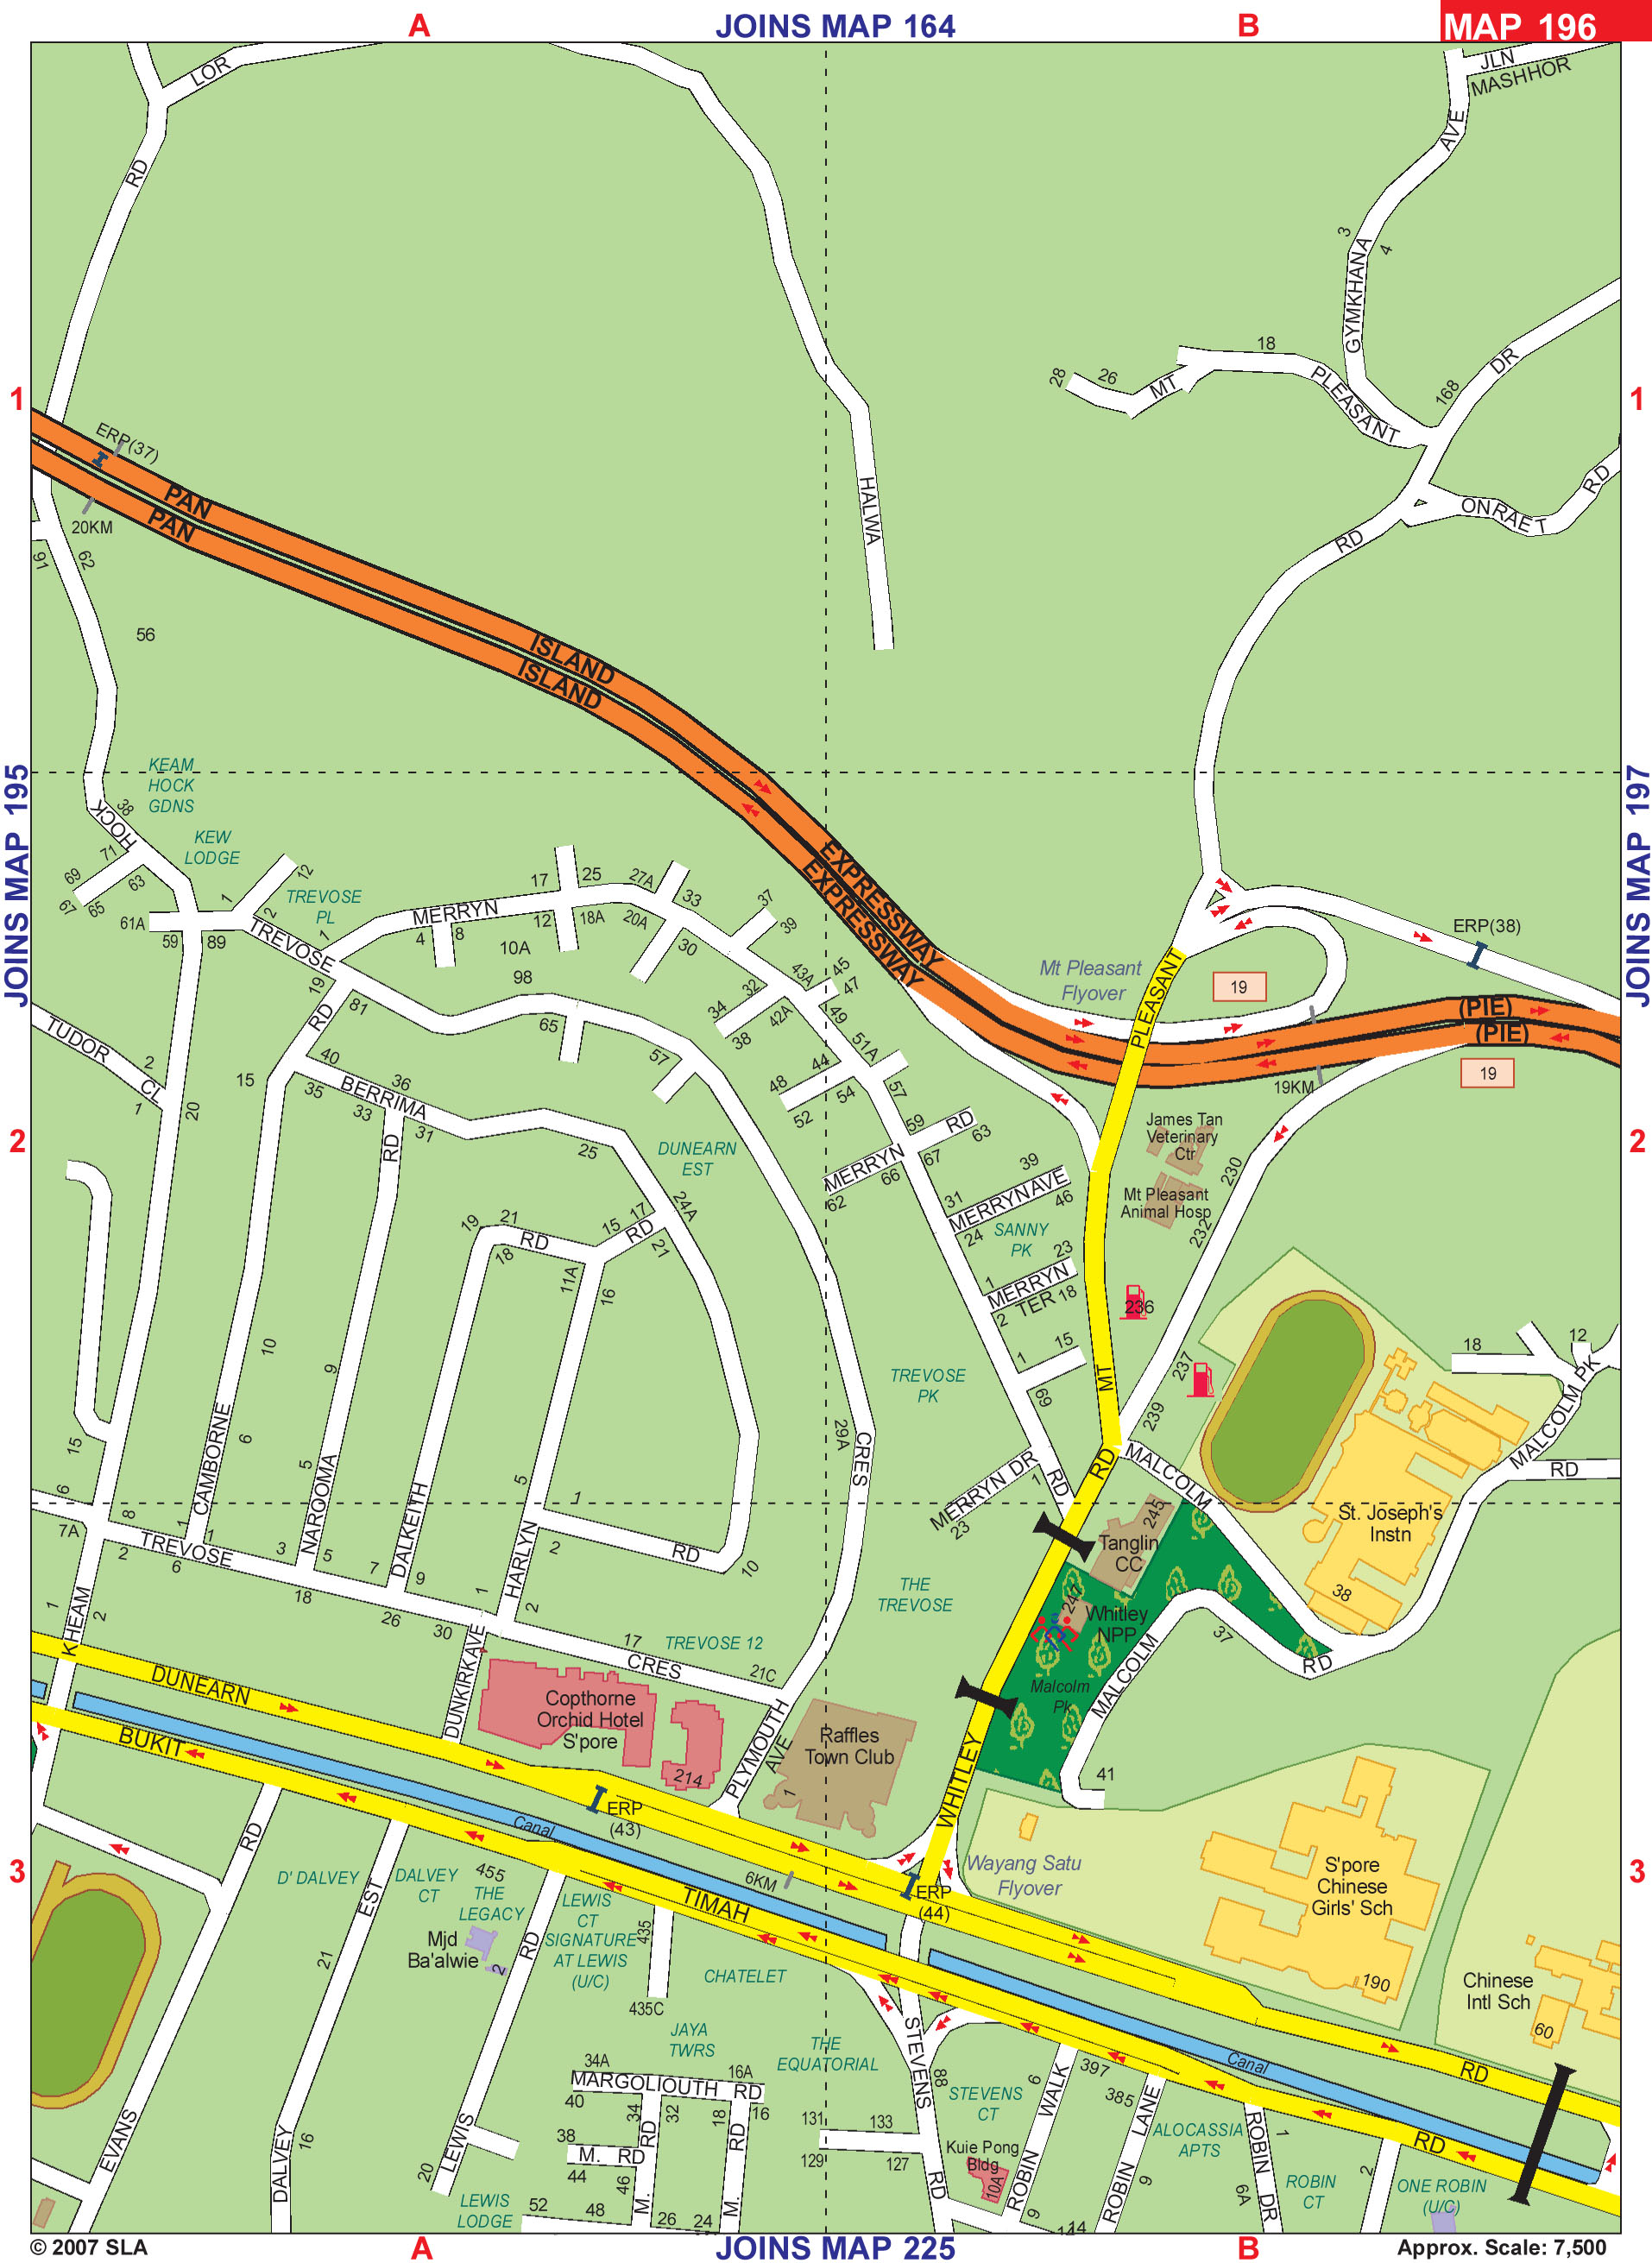 A
JOINS MAP 164
B
MAP 196
LOR
JLN
MASHHOR
AVE
RD
3
4
GYMKHANA
18
28
26
MT
PLEASANT
168
DR
1
1
ERP(37)
PAN
PAN
HALWA
RD
ONRAET
RD
20KM
91
62
56
ISLAND
ISLAND
JOINS MAP 195
JOINS MAP 197
KEAM
HOCK
GDNS
38
HOCK
KEW
LODGE
71
69
67
65
63
61A
59
89
1
12
2
TREVOSE
PL
TREVOSE
1
MERRYN
4
8
10A
17
25
12
18A
27A
20A
33
30
37
39
EXPRESSWAY
EXPRESSWAY
ERP(38)
Mt Pleasant
Flyover
19
PLEASANT
(PIE)
(PIE)
19
19KM
19
81
98
65
57
RD
34
32
38
42A
43A
45
47
49
51A
44
48
52
54
57
TUDOR
CL
2
1
20
15
40
35
BERRIMA
36
33
31
RD
25
DUNEARN
EST
59
RD
63
MERRYN
67
66
62
James Tan
Veterinary
Ctr
230
Mt Pleasant
Animal Hosp
232
2
2
39
31
MERRYN AVE
46
24
SANNY
PK
23
1
MERRYN
TER
18
2
24A
17
15
RD
21
19
21
RD
18
11A
16
236
237
239
MT
15
1
69
TREVOSE
PK
29A
CRES
10
9
6
5
5
15
6
7A
8
CAMBORNE
NAROOMA
DALKEITH
HARLYN
1
1
1
2
RD
10
MERRYN DR
1
23
RD
RD
MALCOLM
245
Tanglin
CC
18
12
MALCOLM PK
RD
St. Joseph's
Instn
38
TREVOSE
2
6
3
5
7
9
18
26
30
1
2
17
CRES
21C
TREVOSE 12
THE
TREVOSE
247
Whitley
NPP
Malcolm
Pk
MALCOLM
37
RD
41
1
2
KHEAM
DUNEARN
BUKIT
DUNKIRK AVE
Copthorne
Orchid Hotel
S'pore
214
PLYMOUTH
AVE
Raffles
Town Club
1
WHITLEY
ERP
(43)
Canal
3
3
Wayang Satu
Flyover
ERP
(44)
6KM
TIMAH
S'pore
Chinese
Girls' Sch
190
Chinese
Intl Sch
60
RD
D' DALVEY
EST
DALVEY
CT
455
THE
LEGACY
Mjd
Ba'alwie
2
RD
LEWIS
CT
SIGNATURE
AT LEWIS
(U/C)
435
435C
CHATELET
JAYA
TWRS
THE
EQUATORIAL
STEVENS
88
STEVENS
CT
Canal
RD
RD
21
34A
MARGOLIOUTH RD
16A
40
34
32
18
16
38
M. RD
44
46
RD
RD
M.
M.
52
48
26
24
131
133
129
127
RD
Kuie Pong
Bldg
10A
6
WALK
ROBIN
9
397
385
LANE
ROBIN
9
14
ALOCASSIA
APTS
ROBIN DR
1
6A
ROBIN
CT
2
ONE ROBIN
(U/C)
EVANS
DALVEY
16
LEWIS
20
LEWIS
LODGE
© 2007 SLA
A
JOINS MAP 225
B
Approx. Scale: 7,500